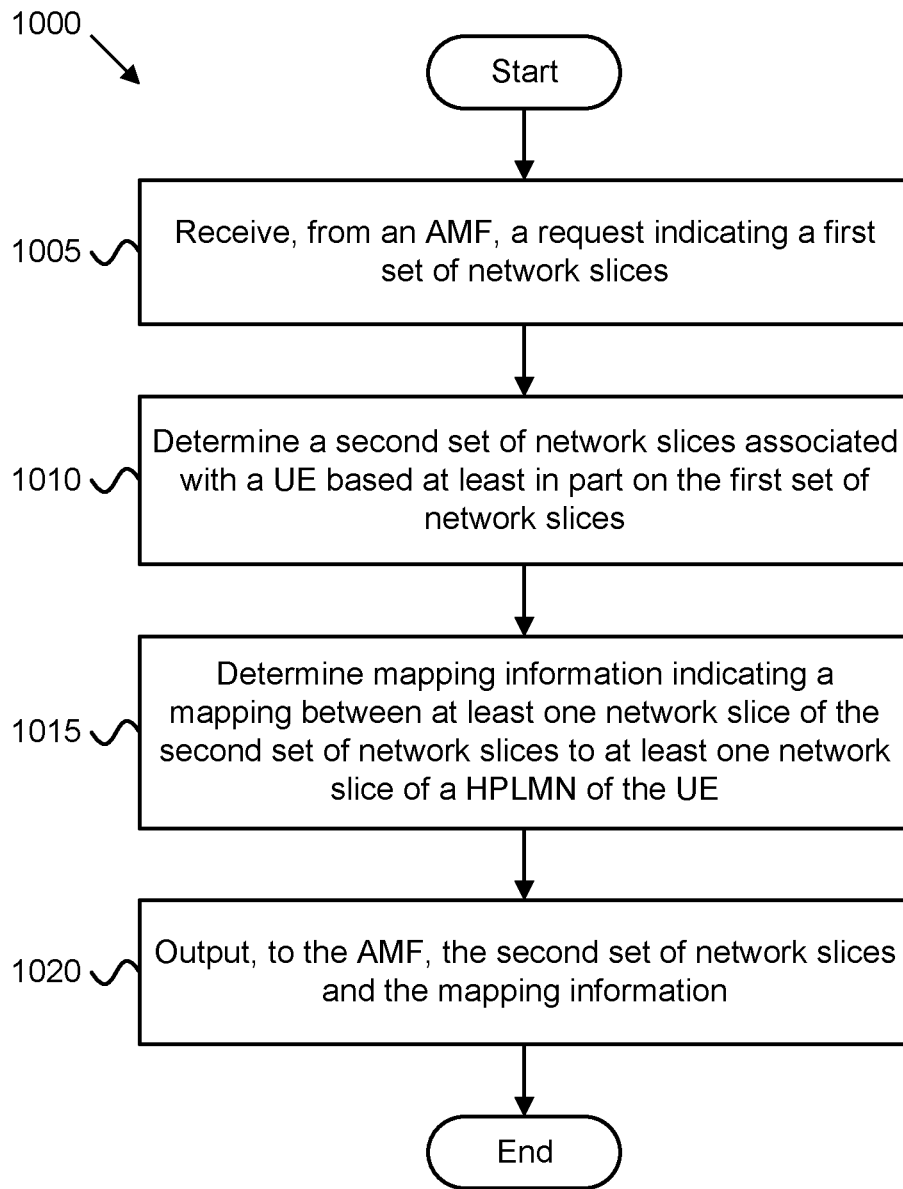 1000
Start
1005
Receive, from an AMF, a request indicating a first
set of network slices
1010
Determine a second set of network slices associated
with a UE based at least in part on the first set of
network slices
1015
Determine mapping information indicating a
mapping between at least one network slice of the
second set of network slices to at least one network
slice of a HPLMN of the UE
1020
Output, to the AMF, the second set of network slices
and the mapping information
End